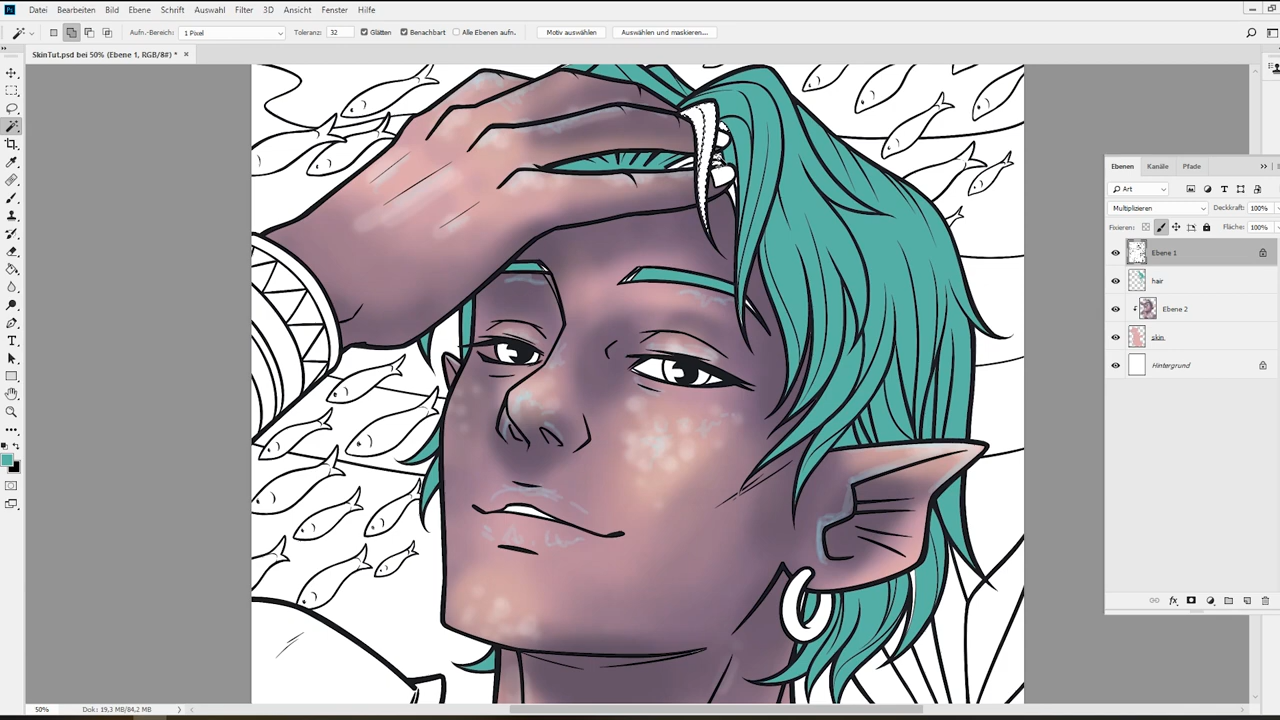 Ps Datei Bearbeiten Bild Ebene Schrift Auswahl Filter 3D Ansicht Fenster Hilfe
Aufn.-Bereich: 1 Pixel Toleranz: 32 Glätten Benachbart Alle Ebenen aufn. Motiv auswählen Auswählen und maskieren...
SkinTut.psd bei 50% (Ebene 1, RGB/8#) *
Ebenen Kanäle Pfade
Art
Multiplizieren Deckkraft: 100%
Fixieren: Fläche: 100%
Ebene 1
hair
Ebene 2
skin
Hintergrund
fx
50% Dok: 19,3 MB/84,2 MB